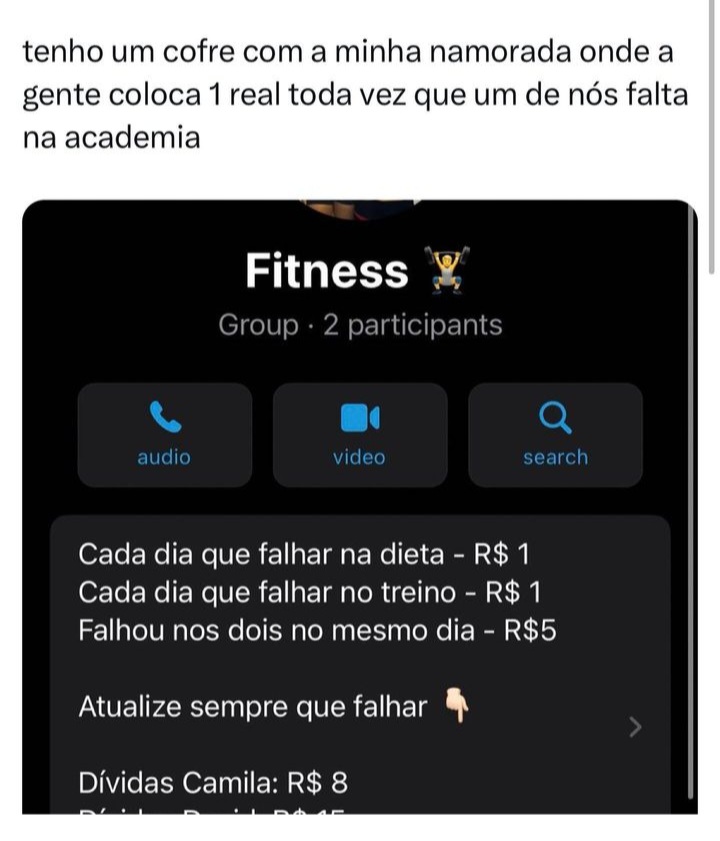 tenho um cofre com a minha namorada onde a
gente coloca 1 real toda vez que um de nós falta
na academia
Fitness 🏋️
Group · 2 participants
audio
video
search
Cada dia que falhar na dieta - R$ 1
Cada dia que falhar no treino - R$ 1
Falhou nos dois no mesmo dia - R$5
Atualize sempre que falhar 👇🏻
Dívidas Camila: R$ 8